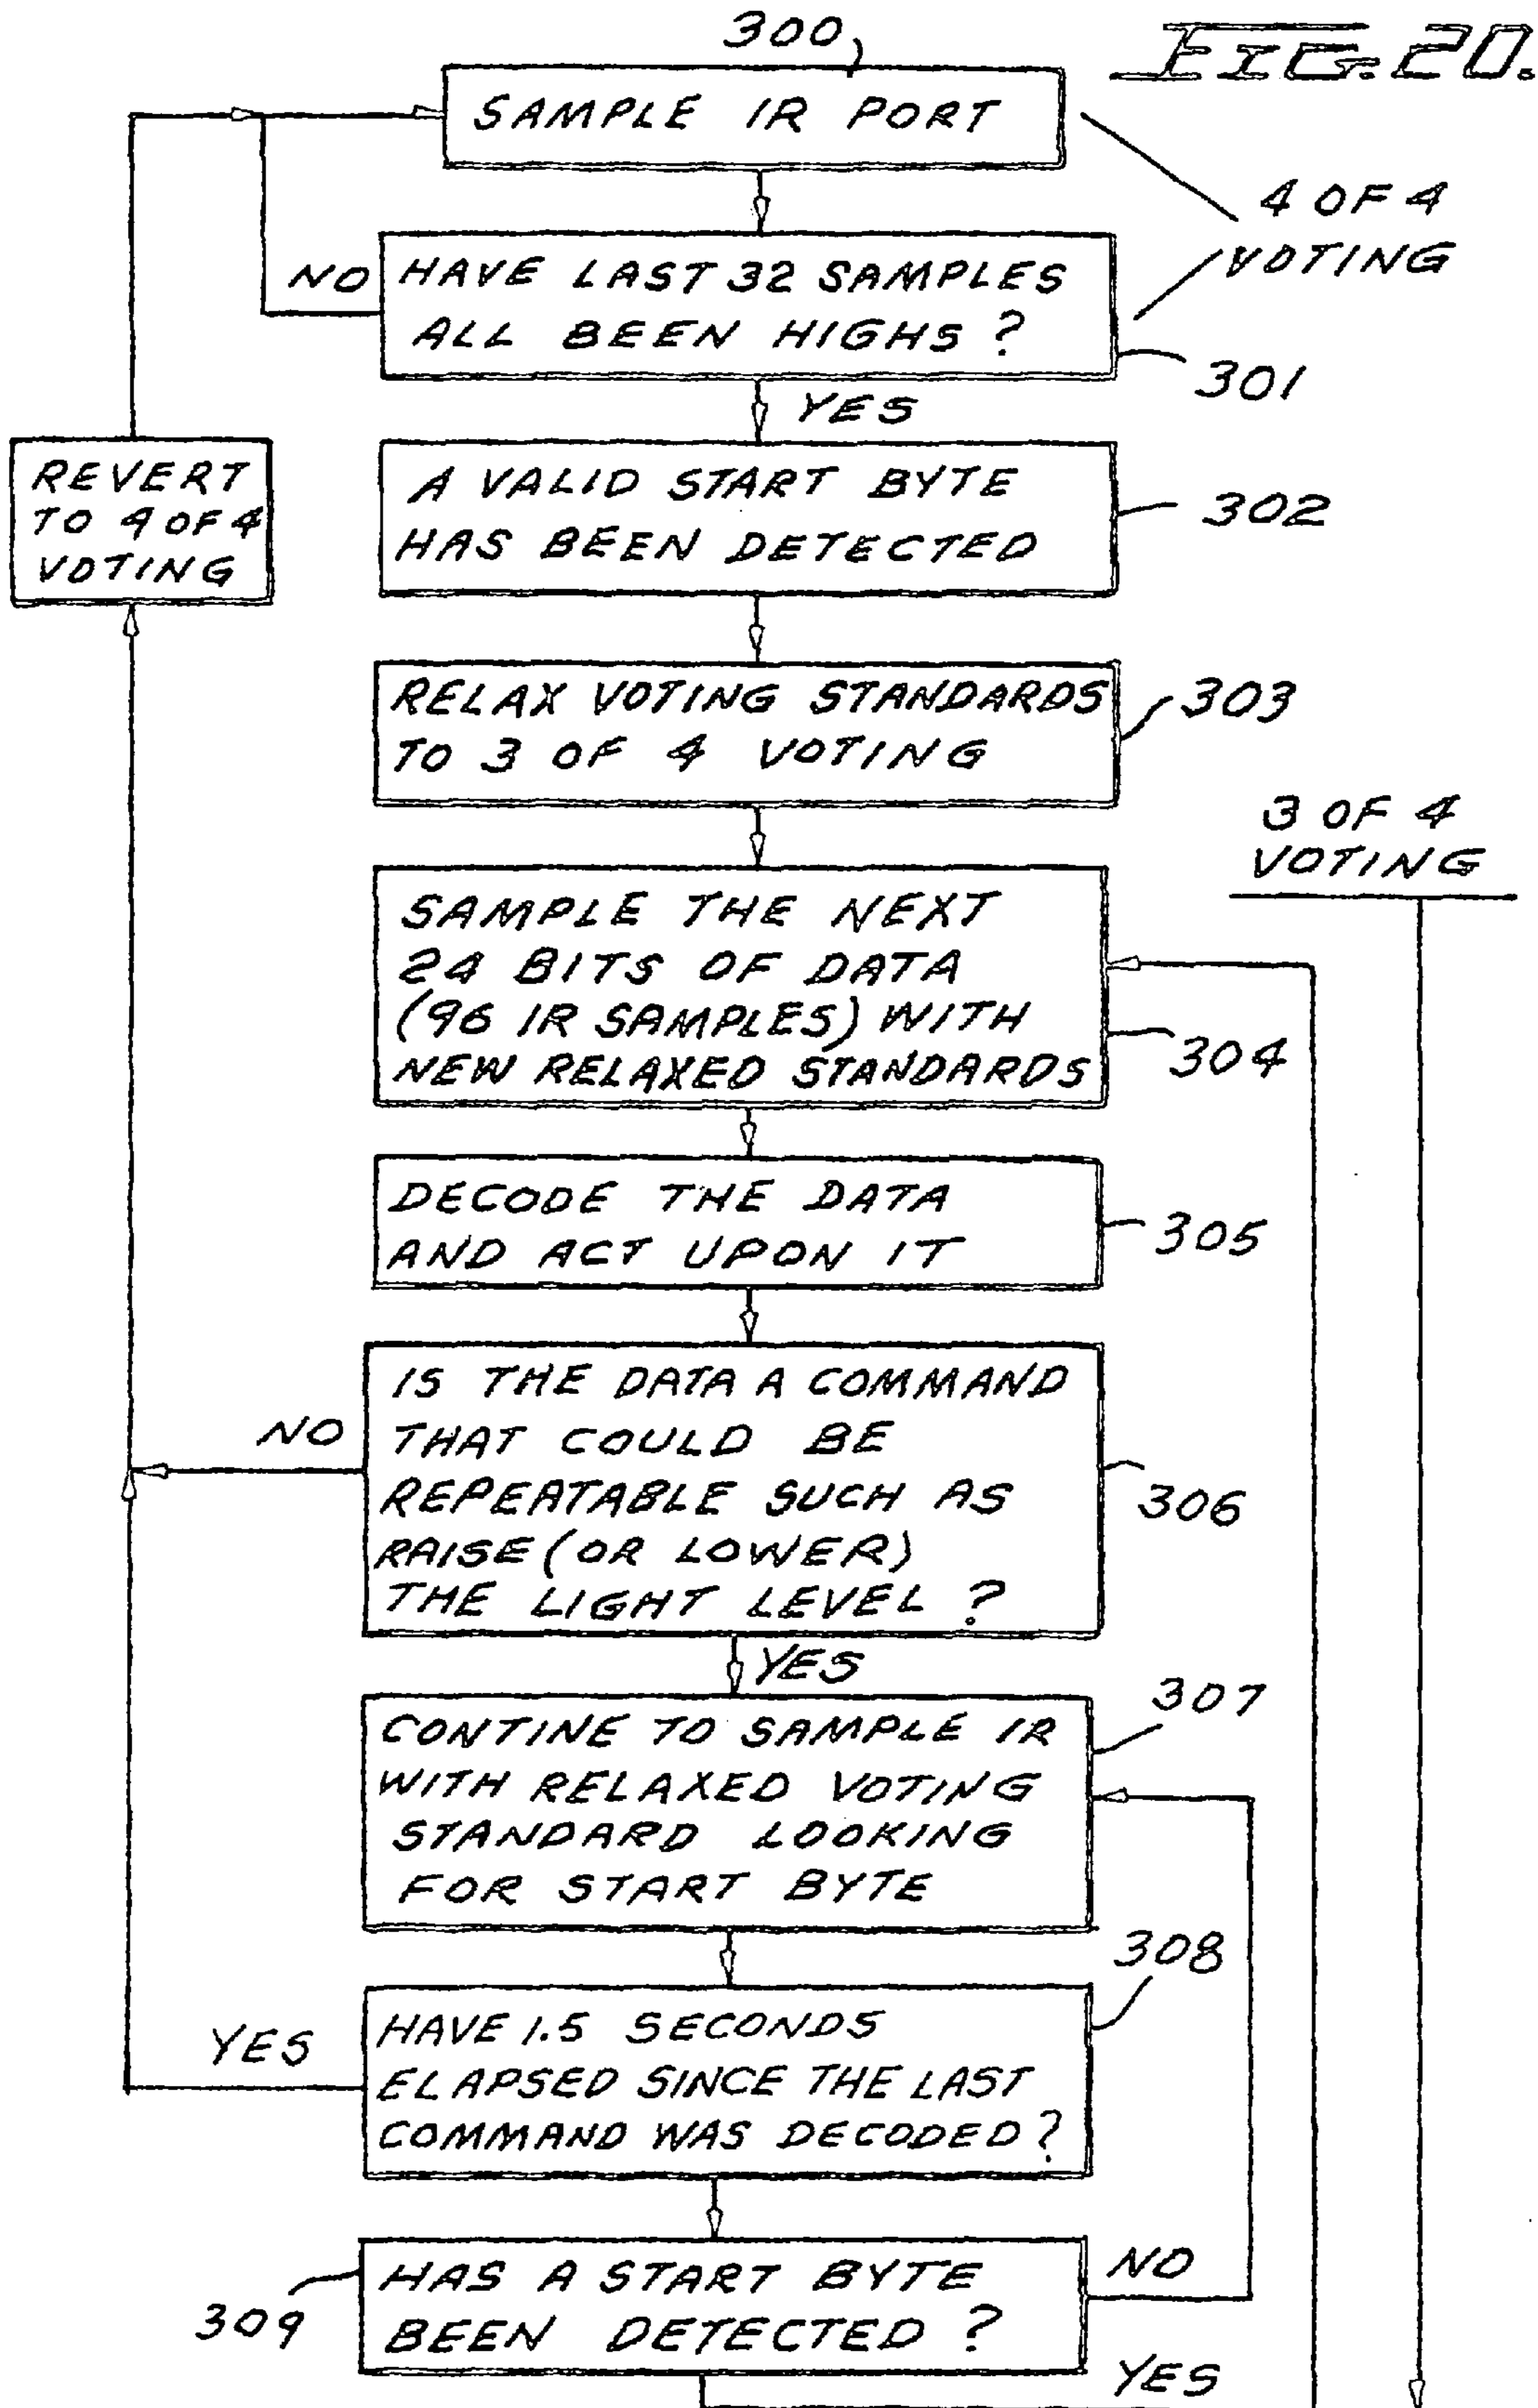 FIG. 20.
300
SAMPLE IR PORT
4 OF 4
VOTING
NO
HAVE LAST 32 SAMPLES
ALL BEEN HIGHS ?
301
YES
REVERT
TO 4 OF 4
VOTING
A VALID START BYTE
HAS BEEN DETECTED
302
RELAX VOTING STANDARDS
TO 3 OF 4 VOTING
303
3 OF 4
VOTING
SAMPLE THE NEXT
24 BITS OF DATA
(96 IR SAMPLES) WITH
NEW RELAXED STANDARDS
304
DECODE THE DATA
AND ACT UPON IT
305
NO
IS THE DATA A COMMAND
THAT COULD BE
REPEATABLE SUCH AS
RAISE (OR LOWER)
THE LIGHT LEVEL ?
306
YES
307
CONTINE TO SAMPLE IR
WITH RELAXED VOTING
STANDARD LOOKING
FOR START BYTE
308
YES
HAVE 1.5 SECONDS
ELAPSED SINCE THE LAST
COMMAND WAS DECODED ?
309
HAS A START BYTE
BEEN DETECTED ?
NO
YES